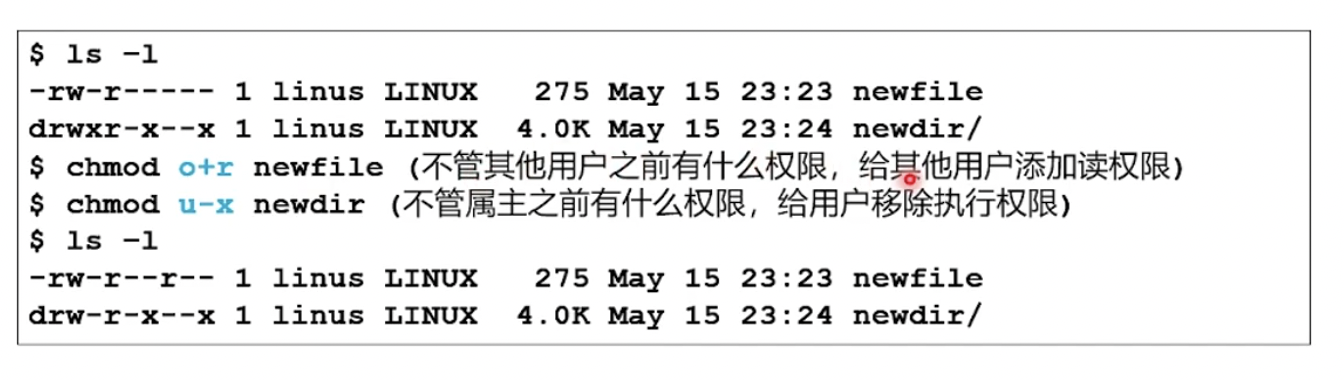 $ ls –l
-rw-r----- 1 linus LINUX   275 May 15 23:23 newfile
drwxr-x--x 1 linus LINUX  4.0K May 15 23:24 newdir/
$ chmod o+r newfile (不管其他用户之前有什么权限，给其他用户添加读权限)
$ chmod u-x newdir (不管属主之前有什么权限，给用户移除执行权限)
$ ls –l
-rw-r--r-- 1 linus LINUX   275 May 15 23:23 newfile
drw-r-x--x 1 linus LINUX  4.0K May 15 23:24 newdir/